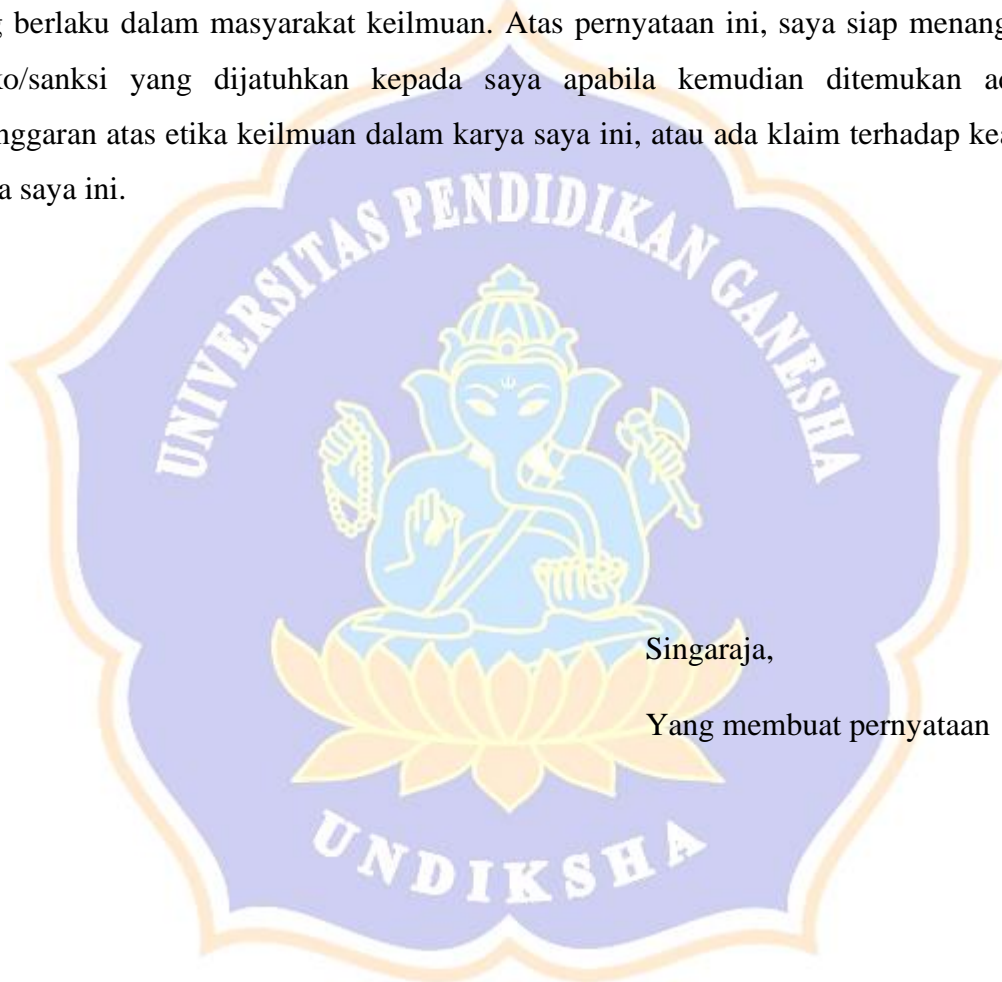 berlaku dalam masyarakat keilmuan. Atas pernyataan ini, saya siap
yang dijatuhkan kepada saya apabila kemudian ditemukan
atas etika keilmuan dalam karya saya ini, atau ada klaim terhadap
saya ini.
UNIVERSITAS PENDIDIKAN GANESHA
Singaraja,
Yang membuat pernyataan
UNDIKSHA